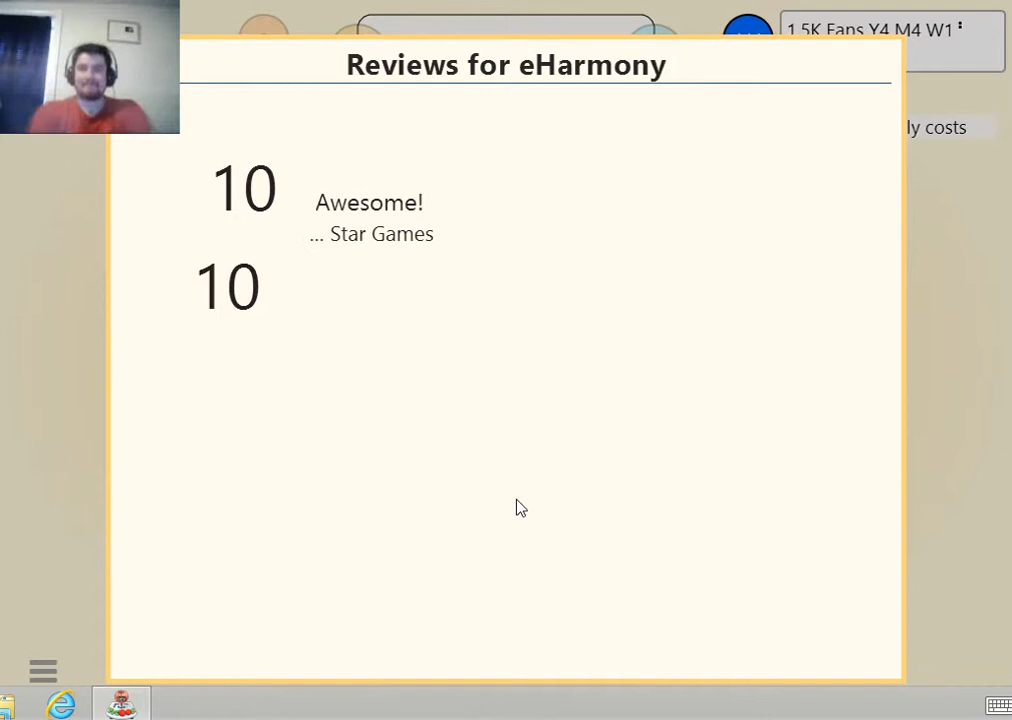 1.5K Fans Y4 M4 W1
Reviews for eHarmony
ly costs
10
Awesome!
... Star Games
10